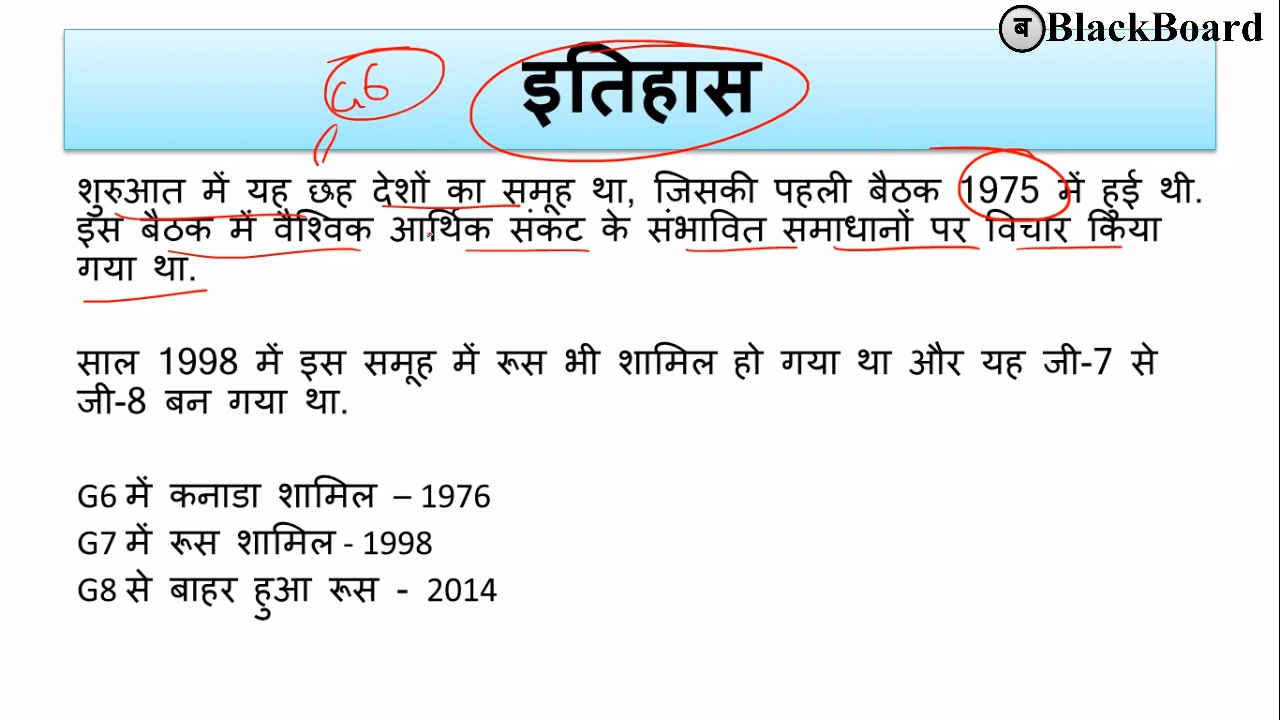 ब BlackBoard
इतिहास
G6
शुरुआत में यह छह देशों का समूह था, जिसकी पहली बैठक 1975 में हुई थी.
इस बैठक में वैश्विक आर्थिक संकट के संभावित समाधानों पर विचार किया
गया था.
साल 1998 में इस समूह में रूस भी शामिल हो गया था और यह जी-7 से
जी-8 बन गया था.
G6 में कनाडा शामिल – 1976
G7 में रूस शामिल - 1998
G8 से बाहर हुआ रूस - 2014